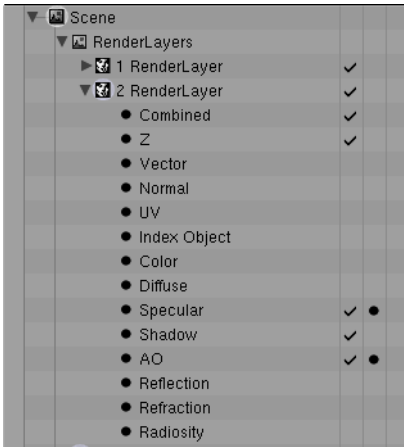 Scene
RenderLayers
1 RenderLayer
2 RenderLayer
Combined
Z
Vector
Normal
UV
Index Object
Color
Diffuse
Specular
Shadow
AO
Reflection
Refraction
Radiosity